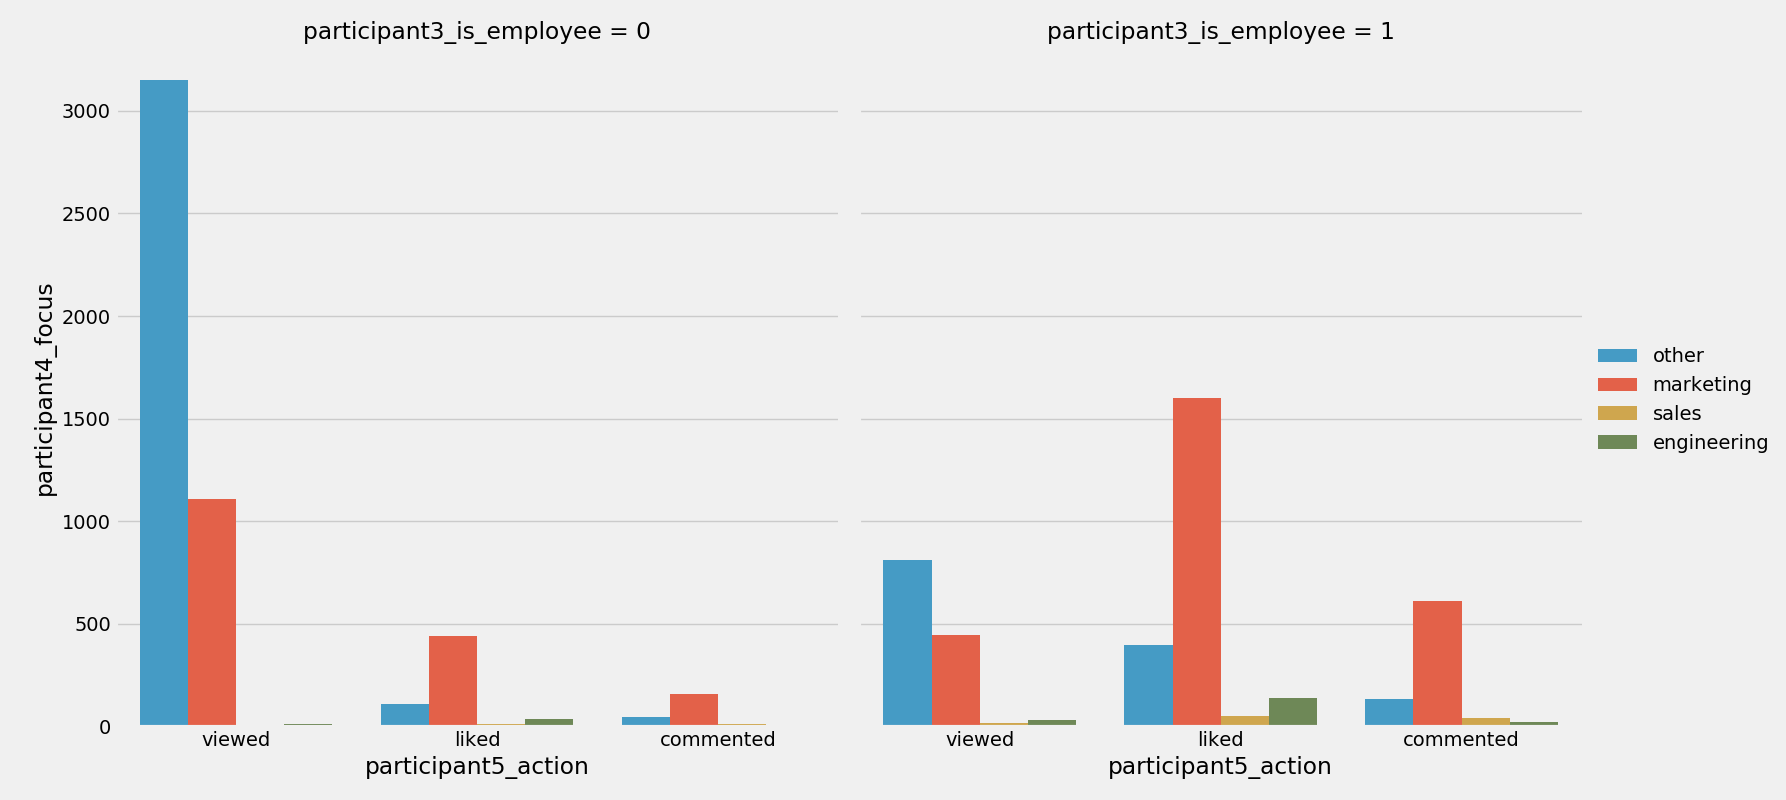 participant3_is_employee = 0
participant3_is_employee = 1
participant4_focus
3000
2500
2000
1500
1000
500
0
viewed
liked
commented
participant5_action
viewed
liked
commented
participant5_action
other
marketing
sales
engineering